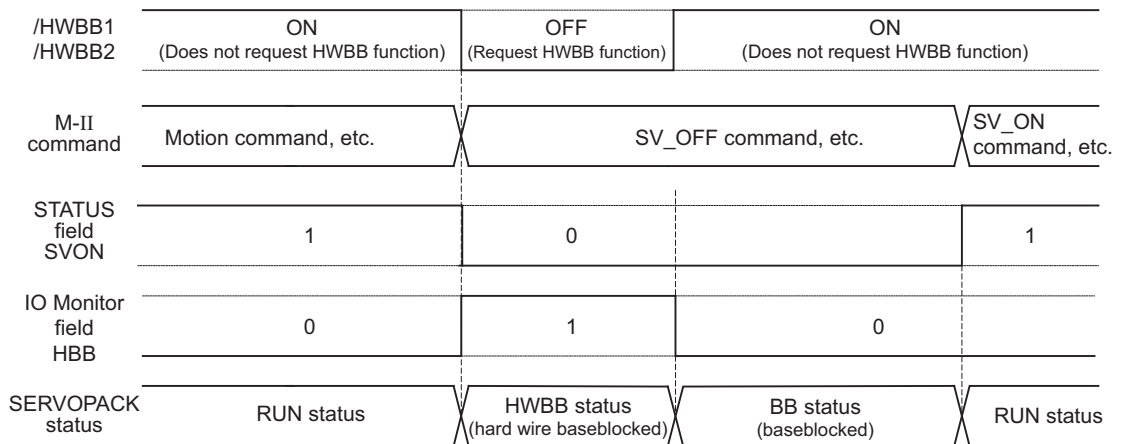 /HWBB1
/HWBB2
ON
(Does not request HWBB function)
OFF
(Request HWBB function)
ON
(Does not request HWBB function)
M-II
command
Motion command, etc.
SV_OFF command, etc.
SV_ON
command, etc.
STATUS
field
SVON
1
0
1
IO Monitor
field
HBB
0
1
0
SERVOPACK
status
RUN status
HWBB status
(hard wire baseblocked)
BB status
(baseblocked)
RUN status